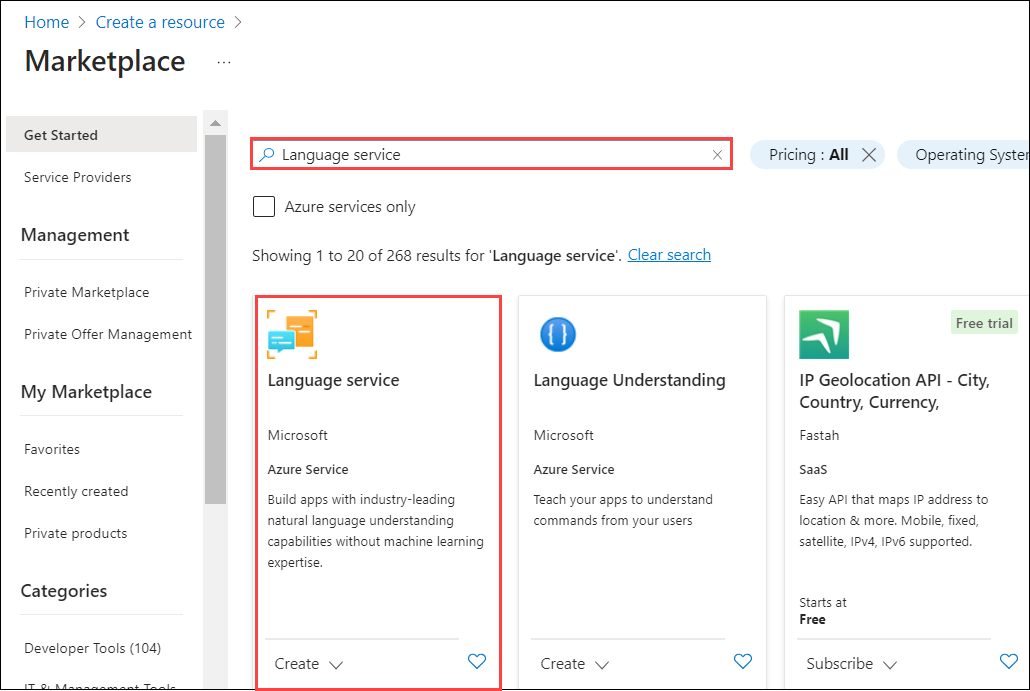 Home > Create a resource >
Marketplace ...
Get Started
Service Providers
Management
Private Marketplace
Private Offer Management
My Marketplace
Favorites
Recently created
Private products
Categories
Developer Tools (104)
IT & Management Tools
Language service
Pricing : All
Operating System
Azure services only
Showing 1 to 20 of 268 results for 'Language service'. Clear search
Language service
Microsoft
Azure Service
Build apps with industry-leading
natural language understanding
capabilities without machine learning
expertise.
Create
Language Understanding
Microsoft
Azure Service
Teach your apps to understand
commands from your users
Create
{}
Free trial
IP Geolocation API - City,
Country, Currency,
Fastah
SaaS
Easy API that maps IP address to
location & more. Mobile, fixed,
satellite, IPv4, IPv6 supported.
Starts at
Free
Subscribe